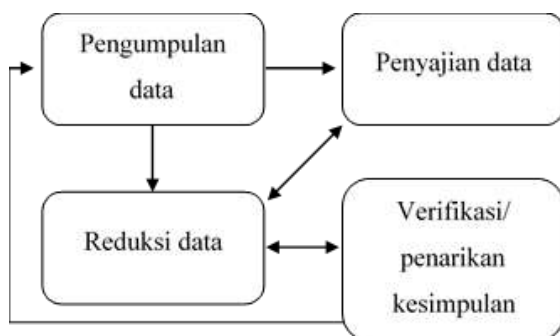 Pengumpulan
data
Penyajian data
Reduksi data
Verifikasi/
penarikan
kesimpulan